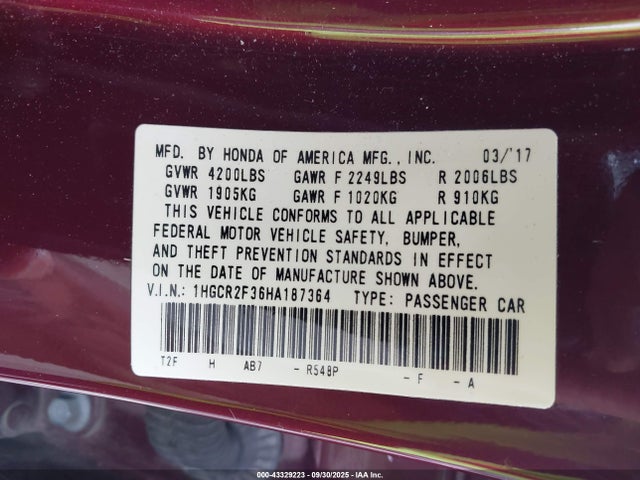 MFD. BY HONDA OF AMERICA MFG., INC. 03/'17
GVWR 4200LBS GAWR F 2249LBS R 2006LBS
GVWR 1905KG GAWR F 1020KG R 910KG
THIS VEHICLE CONFORMS TO ALL APPLICABLE
FEDERAL MOTOR VEHICLE SAFETY, BUMPER,
AND THEFT PREVENTION STANDARDS IN EFFECT
ON THE DATE OF MANUFACTURE SHOWN ABOVE.
V.I.N.: 1HGCR2F36HA187364 TYPE: PASSENGER CAR
T2F H AB7 - R548P - F - A
000-43329223 - 09/30/2025 - IAA Inc.